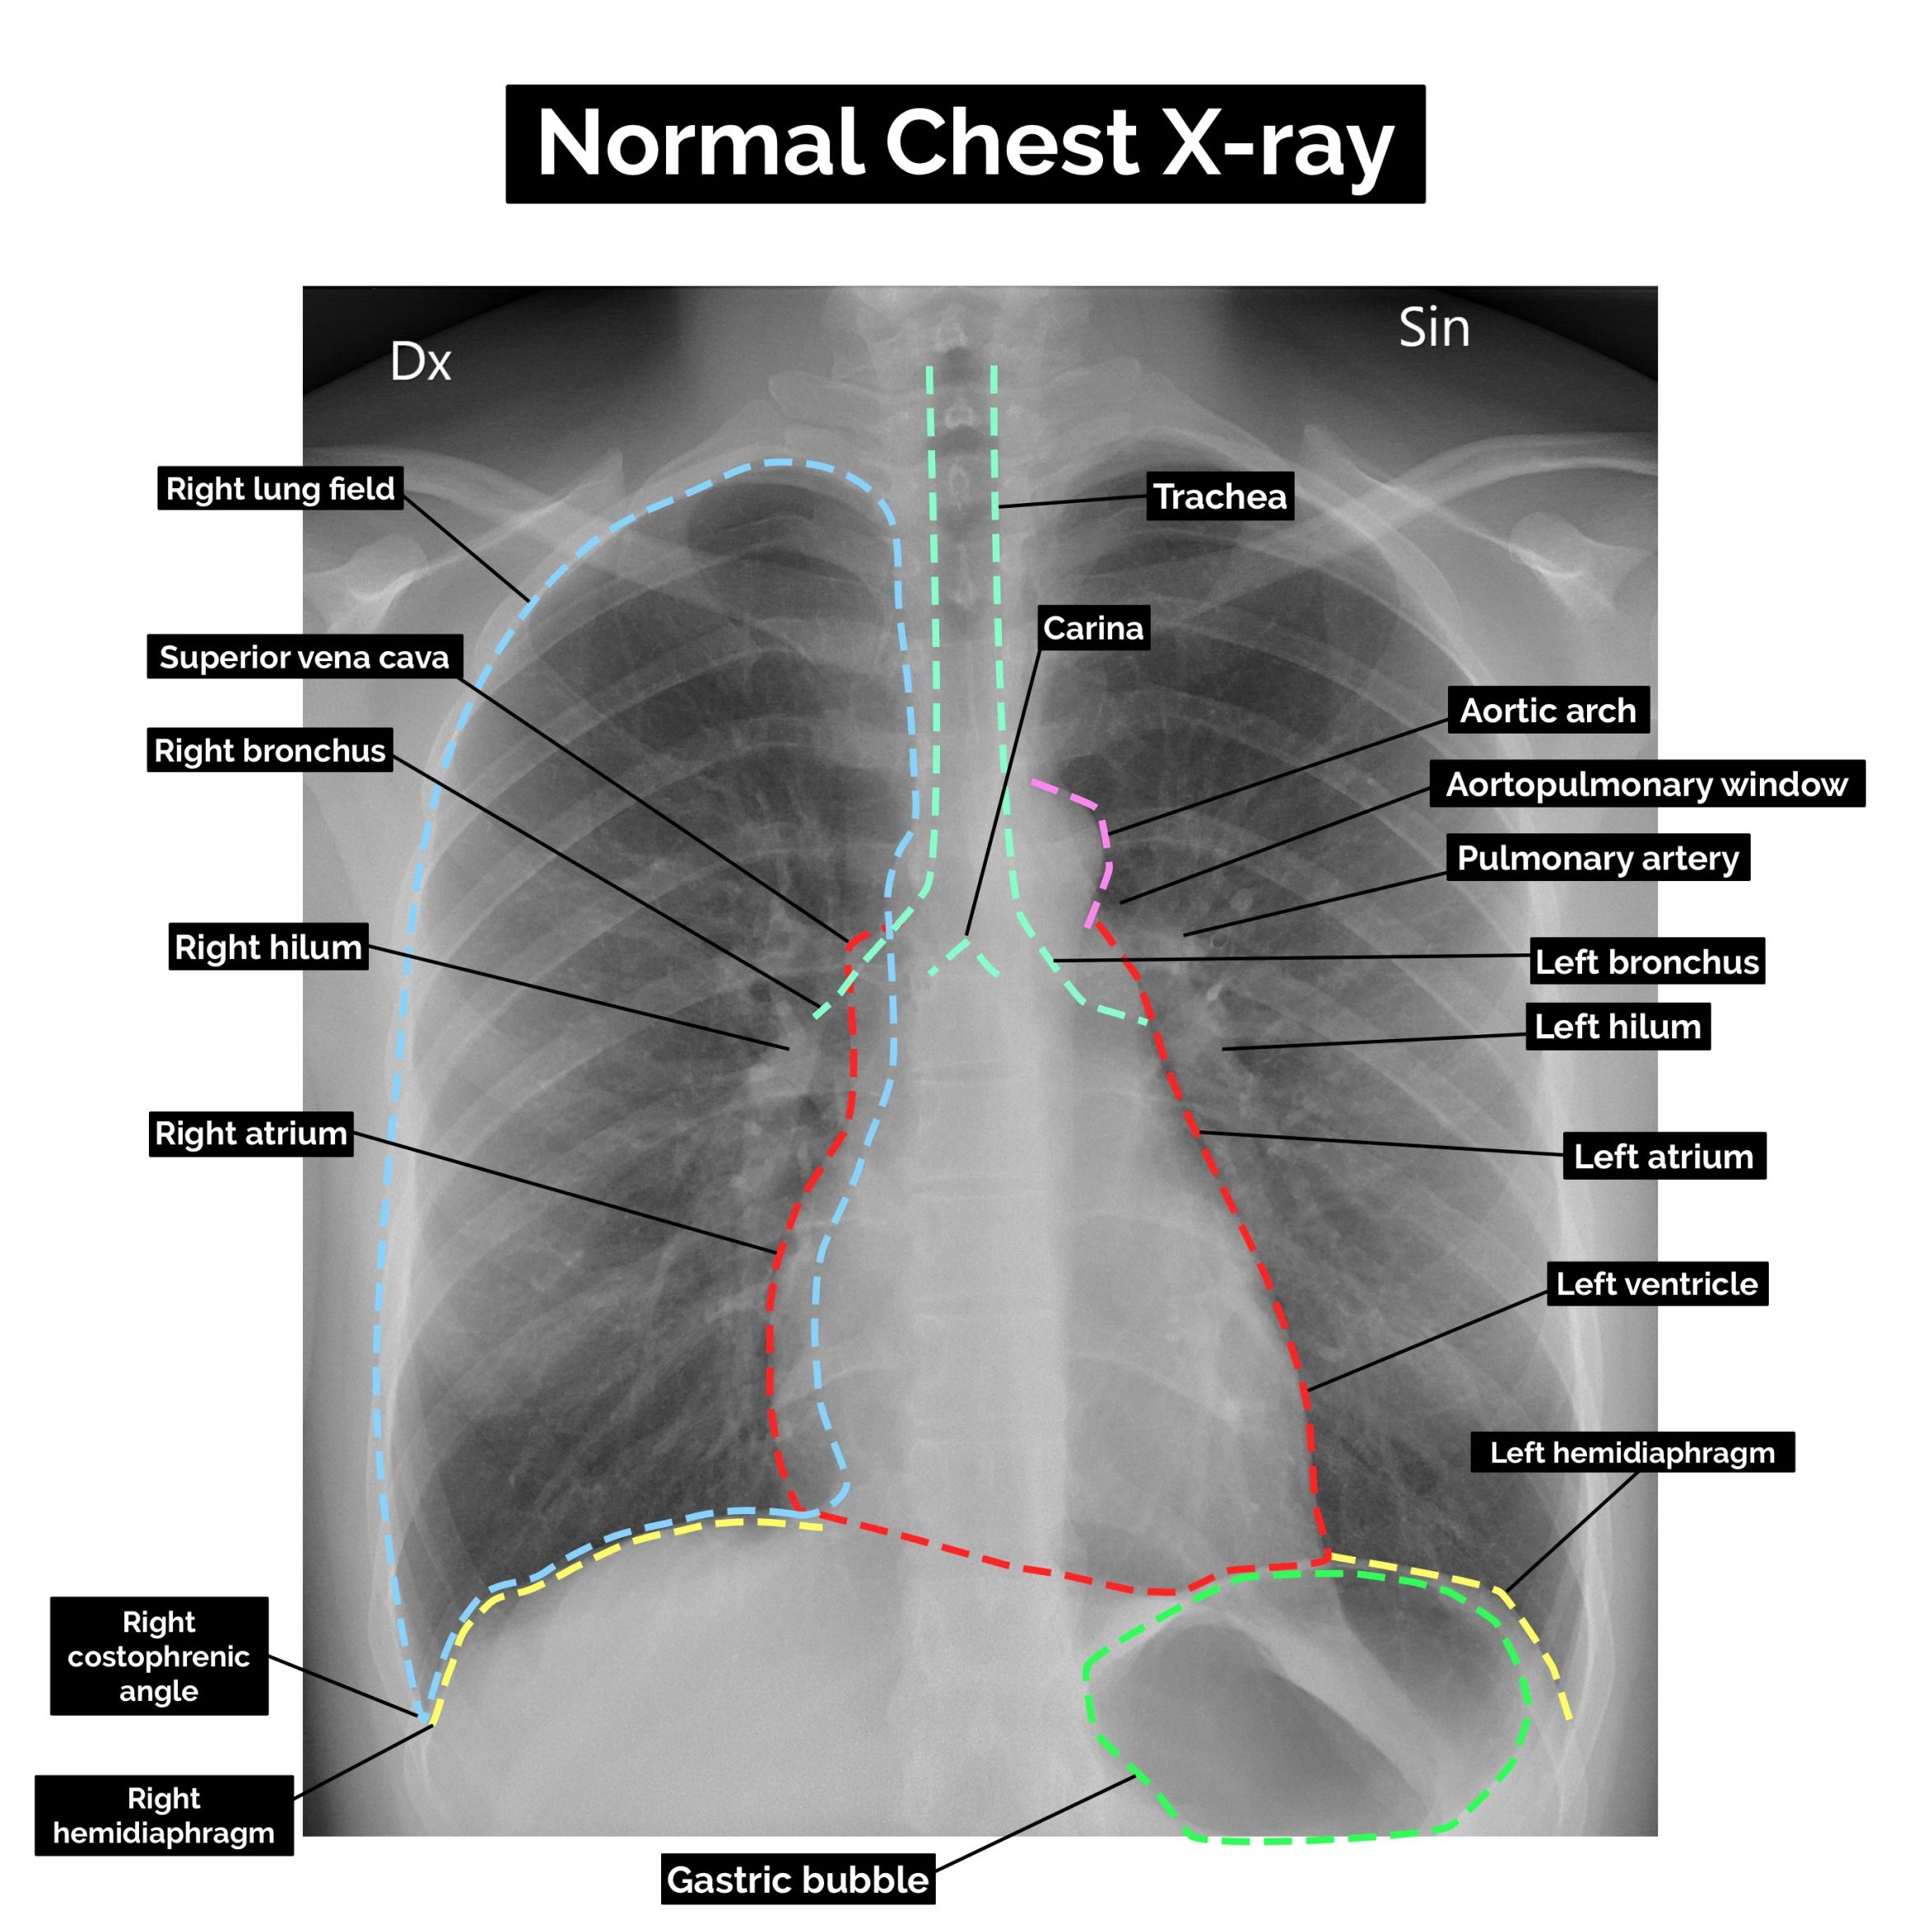 Normal Chest X-ray
Dx
Sin
Right lung field
Trachea
Superior vena cava
Carina
Right bronchus
Aortic arch
Aortopulmonary window
Pulmonary artery
Right hilum
Left bronchus
Left hilum
Right atrium
Left atrium
Left ventricle
Left hemidiaphragm
Right
costophrenic
angle
Right
hemidiaphragm
Gastric bubble